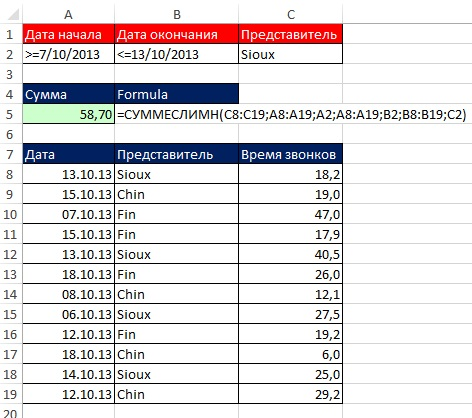 A B C
1 Дата начала Дата окончания Представитель
2 >=7/10/2013 <=13/10/2013 Sioux
3
4 Сумма Formula
5 58,70 =СУММЕСЛИМН(C8:C19;A8:A19;A2;A8:A19;B2;B8:B19;C2)
6
7 Дата Представитель Время звонков
8 13.10.13 Sioux 18,2
9 15.10.13 Chin 19,0
10 07.10.13 Fin 47,0
11 15.10.13 Fin 17,9
12 13.10.13 Sioux 40,5
13 18.10.13 Fin 26,0
14 08.10.13 Chin 12,1
15 06.10.13 Sioux 27,5
16 12.10.13 Fin 19,2
17 18.10.13 Chin 6,0
18 14.10.13 Sioux 25,0
19 12.10.13 Chin 29,2
20